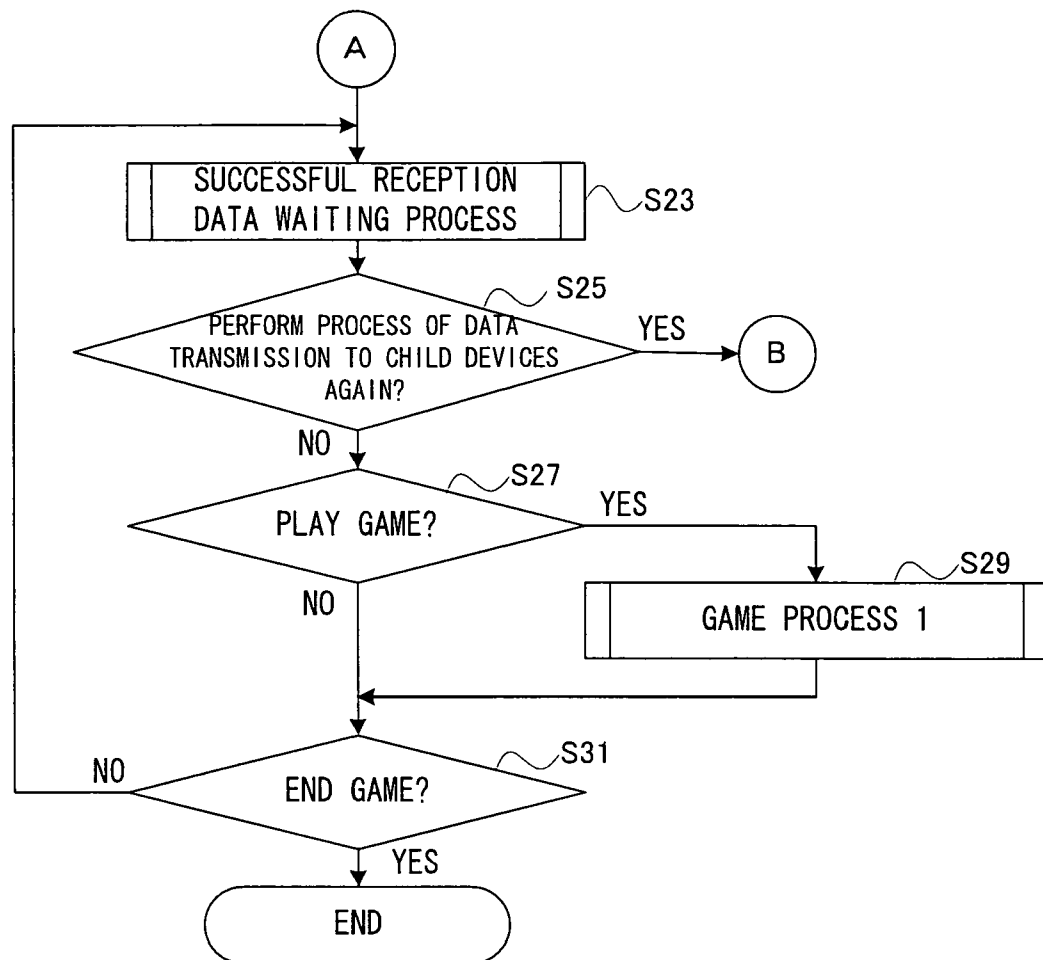 A
SUCCESSFUL RECEPTION
DATA WAITING PROCESS
S23
S25
PERFORM PROCESS OF DATA
TRANSMISSION TO CHILD DEVICES
AGAIN?
YES
B
NO
S27
PLAY GAME?
YES
NO
S29
GAME PROCESS 1
S31
END GAME?
NO
YES
END